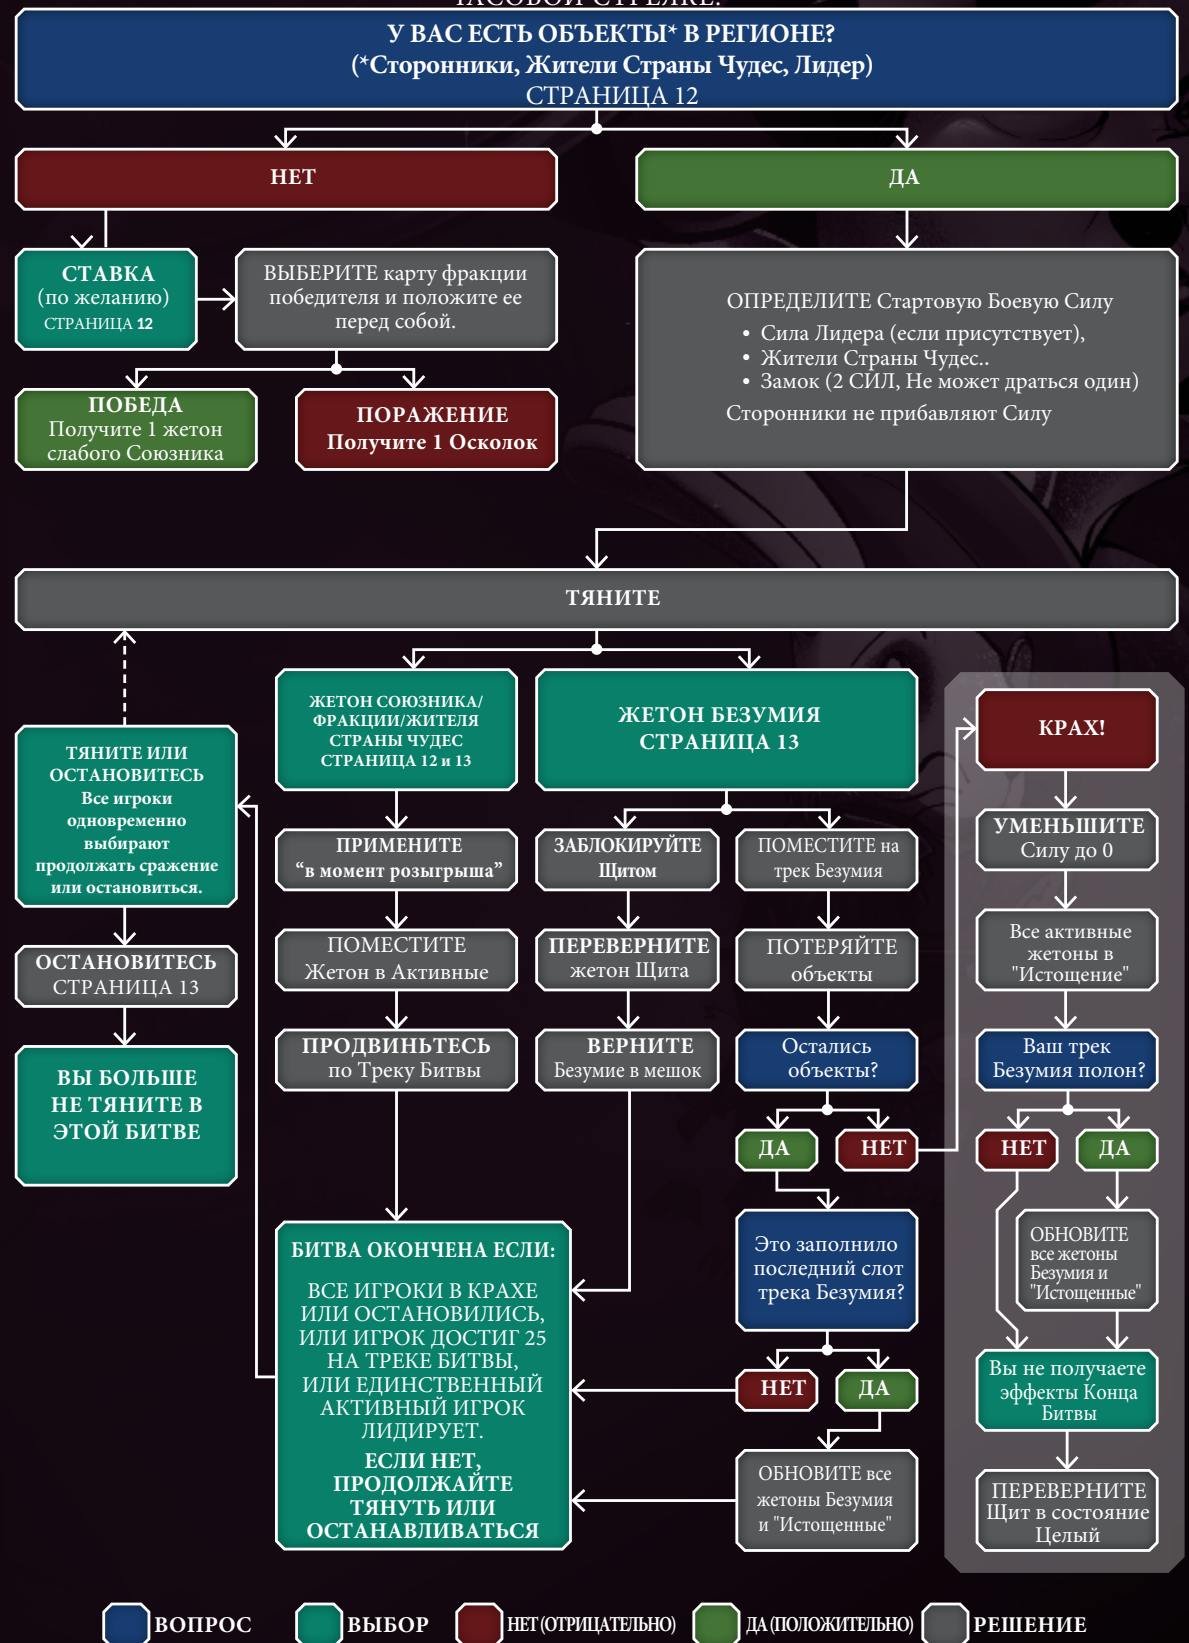 ЧАСОВОЙ СТРЕЛКЕ.
У ВАС ЕСТЬ ОБЪЕКТЫ* В РЕГИОНЕ?
(*Сторонники, Жители Страны Чудес, Лидер)
СТРАНИЦА 12
НЕТ
ДА
СТАВКА
(по желанию)
СТРАНИЦА 12
ВЫБЕРИТЕ карту фракции
победителя и положите ее
перед собой.
ПОБЕДА
Получите 1 жетон
слабого Союзника
ПОРАЖЕНИЕ
Получите 1 Осколок
ОПРЕДЕЛИТЕ Стартовую Боевую Силу
• Сила Лидера (если присутствует),
• Жители Страны Чудес..
• Замок (2 СИЛ, Не может драться один)
Сторонники не прибавляют Силу
ТЯНИТЕ
ТЯНИТЕ ИЛИ
ОСТАНОВИТЕСЬ
Все игроки
одновременно
выбирают
продолжать сражение
или остановиться.
ОСТАНОВИТЕСЬ
СТРАНИЦА 13
ВЫ БОЛЬШЕ
НЕ ТЯНИТЕ В
ЭТОЙ БИТВЕ
ЖЕТОН СОЮЗНИКА/
ФРАКЦИИ/ЖИТЕЛЯ
СТРАНЫ ЧУДЕС
СТРАНИЦА 12 и 13
ПРИМЕНИТЕ
“в момент розыгрыша”
ПОМЕСТИТЕ
Жетон в Активные
ПРОДВИНЬТЕСЬ
по Треку Битвы
ЖЕТОН БЕЗУМИЯ
СТРАНИЦА 13
ЗАБЛОКИРУЙТЕ
Щитом
ПЕРЕВЕРНИТЕ
жетон Щита
ВЕРНИТЕ
Безумие в мешок
ПОМЕСТИТЕ на
трек Безумия
ПОТЕРЯЙТЕ
объекты
Остались
объекты?
ДА
НЕТ
Это заполнило
последний слот
трека Безумия?
НЕТ
ДА
ОБНОВИТЕ все
жетоны Безумия
и "Истощенные"
БИТВА ОКОНЧЕНА ЕСЛИ:
ВСЕ ИГРОКИ В КРАХЕ
ИЛИ ОСТАНОВИЛИСЬ,
ИЛИ ИГРОК ДОСТИГ 25
НА ТРЕКЕ БИТВЫ,
ИЛИ ЕДИНСТВЕННЫЙ
АКТИВНЫЙ ИГРОК
ЛИДИРУЕТ.
ЕСЛИ НЕТ,
ПРОДОЛЖАЙТЕ
ТЯНУТЬ ИЛИ
ОСТАНАВЛИВАТЬСЯ
КРАХ!
УМЕНЬШИТЕ
Силу до 0
Все активные
жетоны в
"Истощение"
Ваш трек
Безумия полон?
НЕТ
ДА
ОБНОВИТЕ
все жетоны
Безумия и
"Истощенные"
Вы не получаете
эффекты Конца
Битвы
ПЕРЕВЕРНИТЕ
Щит в состояние
Целый
ВОПРОС
ВЫБОР
НЕТ (ОТРИЦАТЕЛЬНО)
ДА (ПОЛОЖИТЕЛЬНО)
РЕШЕНИЕ